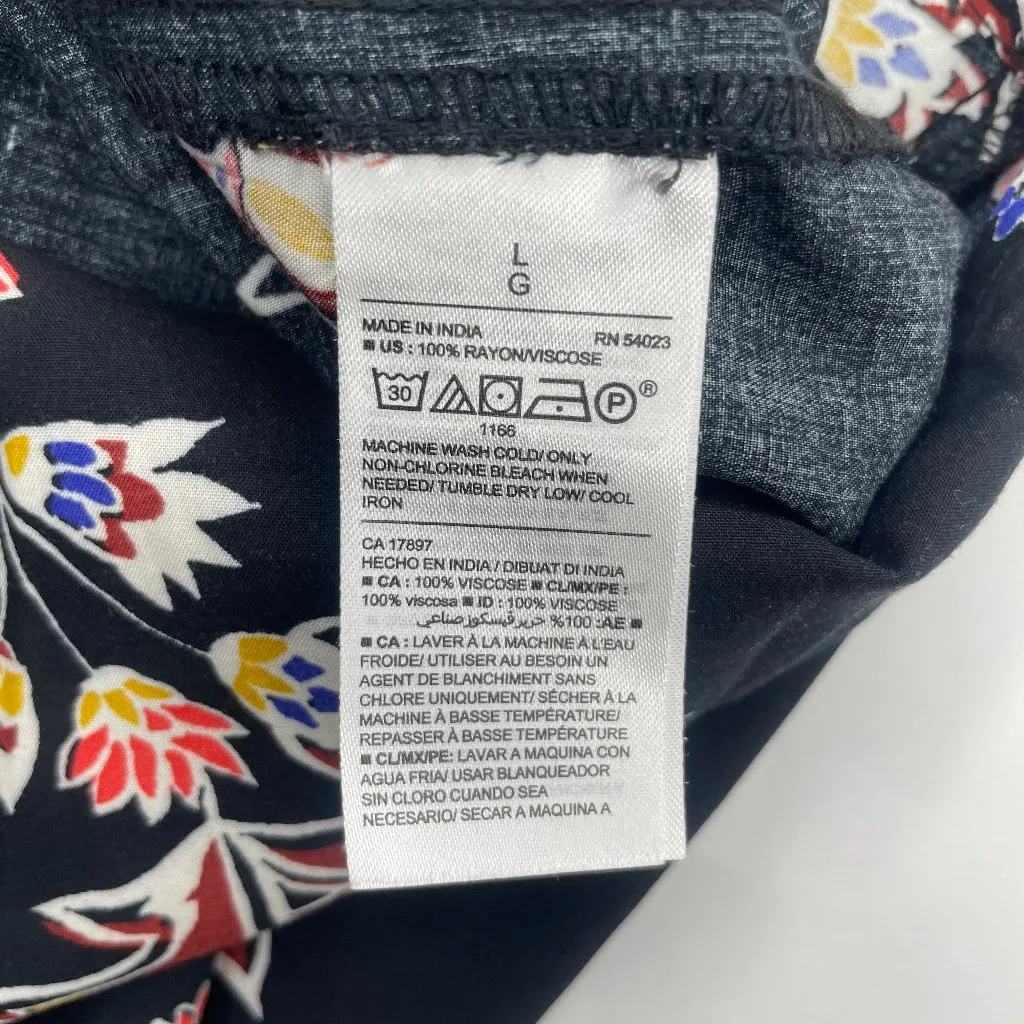 L
G
MADE IN INDIA RN 54023
■ US : 100% RAYON/VISCOSE
30 P ®
1166
MACHINE WASH COLD/ ONLY
NON-CHLORINE BLEACH WHEN
NEEDED/ TUMBLE DRY LOW/ COOL
IRON
CA 17897
HECHO EN INDIA / DIBUAT DI INDIA
■ CA : 100% VISCOSE ■ CL/MX/PE :
100% viscosa ■ ID : 100% VISCOSE
■ AE: 100% حريرڤيسكوزصناعي
■ CA : LAVER À LA MACHINE À L'EAU
FROIDE/ UTILISER AU BESOIN UN
AGENT DE BLANCHIMENT SANS
CHLORE UNIQUEMENT/ SÉCHER À LA
MACHINE À BASSE TEMPÉRATURE/
REPASSER À BASSE TEMPÉRATURE
■ CL/MX/PE: LAVAR A MAQUINA CON
AGUA FRIA/ USAR BLANQUEADOR
SIN CLORO CUANDO SEA
NECESARIO/ SECAR A MAQUINA A